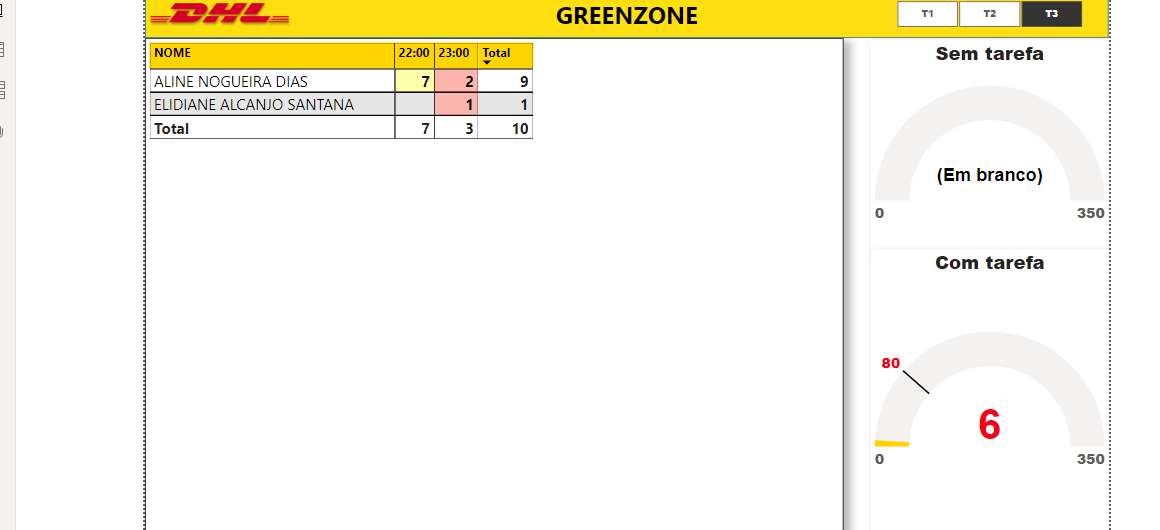 DHL
GREENZONE
T1 T2 T3
NOME 22:00 23:00 Total
ALINE NOGUEIRA DIAS 7 2 9
ELIDIANE ALCANJO SANTANA 1 1
Total 7 3 10
Sem tarefa
(Em branco)
0 350
Com tarefa
80
6
0 350